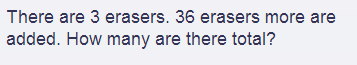 There are 3 erasers. 36 erasers more are
added. How many are there total?